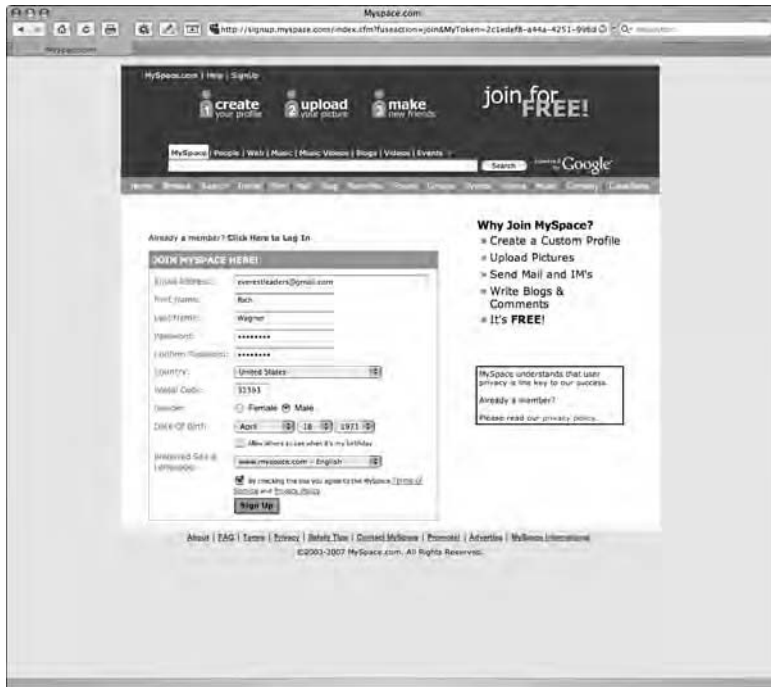 Myspace.com
http://signup.myspace.com/index.cfm?fuseaction=join&MyToken=2c1edef8-a44a-4251-
MySpace.com | Help | SignUp
1 create your profile
2 upload your picture
3 make new friends
join for FREE!
MySpace | People | Web | Music | Music Videos | Blogs | Videos | Events
Search
Google
Already a member? Click Here to Log In
JOIN MYSPACE HERE!
Email Address: everestleaders@gmail.com
First Name: Rich
Last Name: Wagner
Password: ••••••••
Confirm Password: ••••••••
Country: United States
Postal Code:
Gender: Female Male
Date Of Birth: April 18 1971
Allow others to see when it's my birthday
Preferred Site & Language: www.myspace.com - English
By checking the box you agree to the MySpace Terms of
Service and Privacy Policy
Sign Up
Why Join MySpace?
» Create a Custom Profile
» Upload Pictures
» Send Mail and IM's
» Write Blogs &
Comments
» It's FREE!
MySpace understands that user
privacy is the key to our success.
Already a member?
Please read our privacy policy.
About | FAQ | Terms | Privacy | Safety Tips | Contact MySpace | Promote! | Advertise | MySpace International
©2003-2007 MySpace.com. All Rights Reserved.